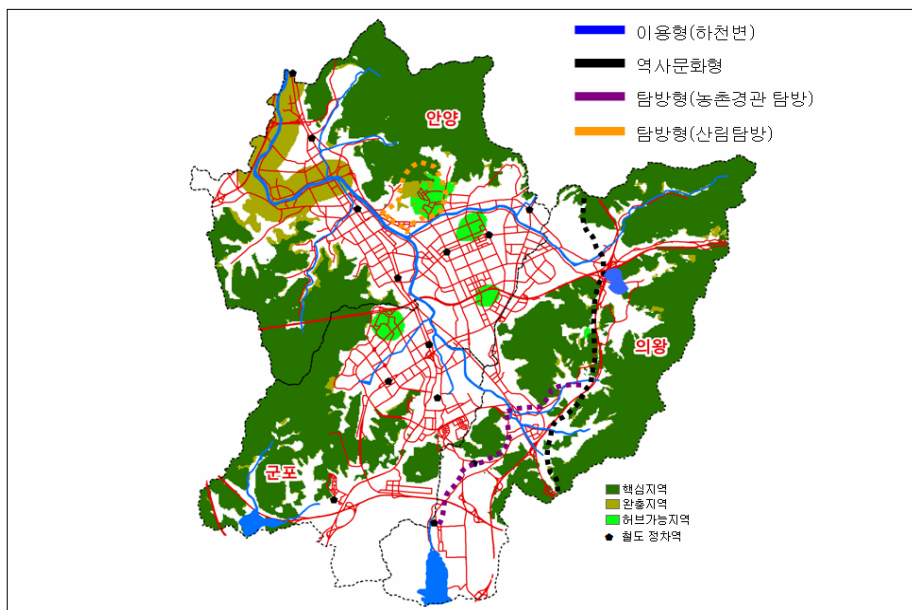 이용형(하천변)
역사문화형
탐방형(농촌경관 탐방)
탐방형(산림탐방)
안양
의왕
군포
핵심지역
완충지역
허브가능지역
철도 정차역